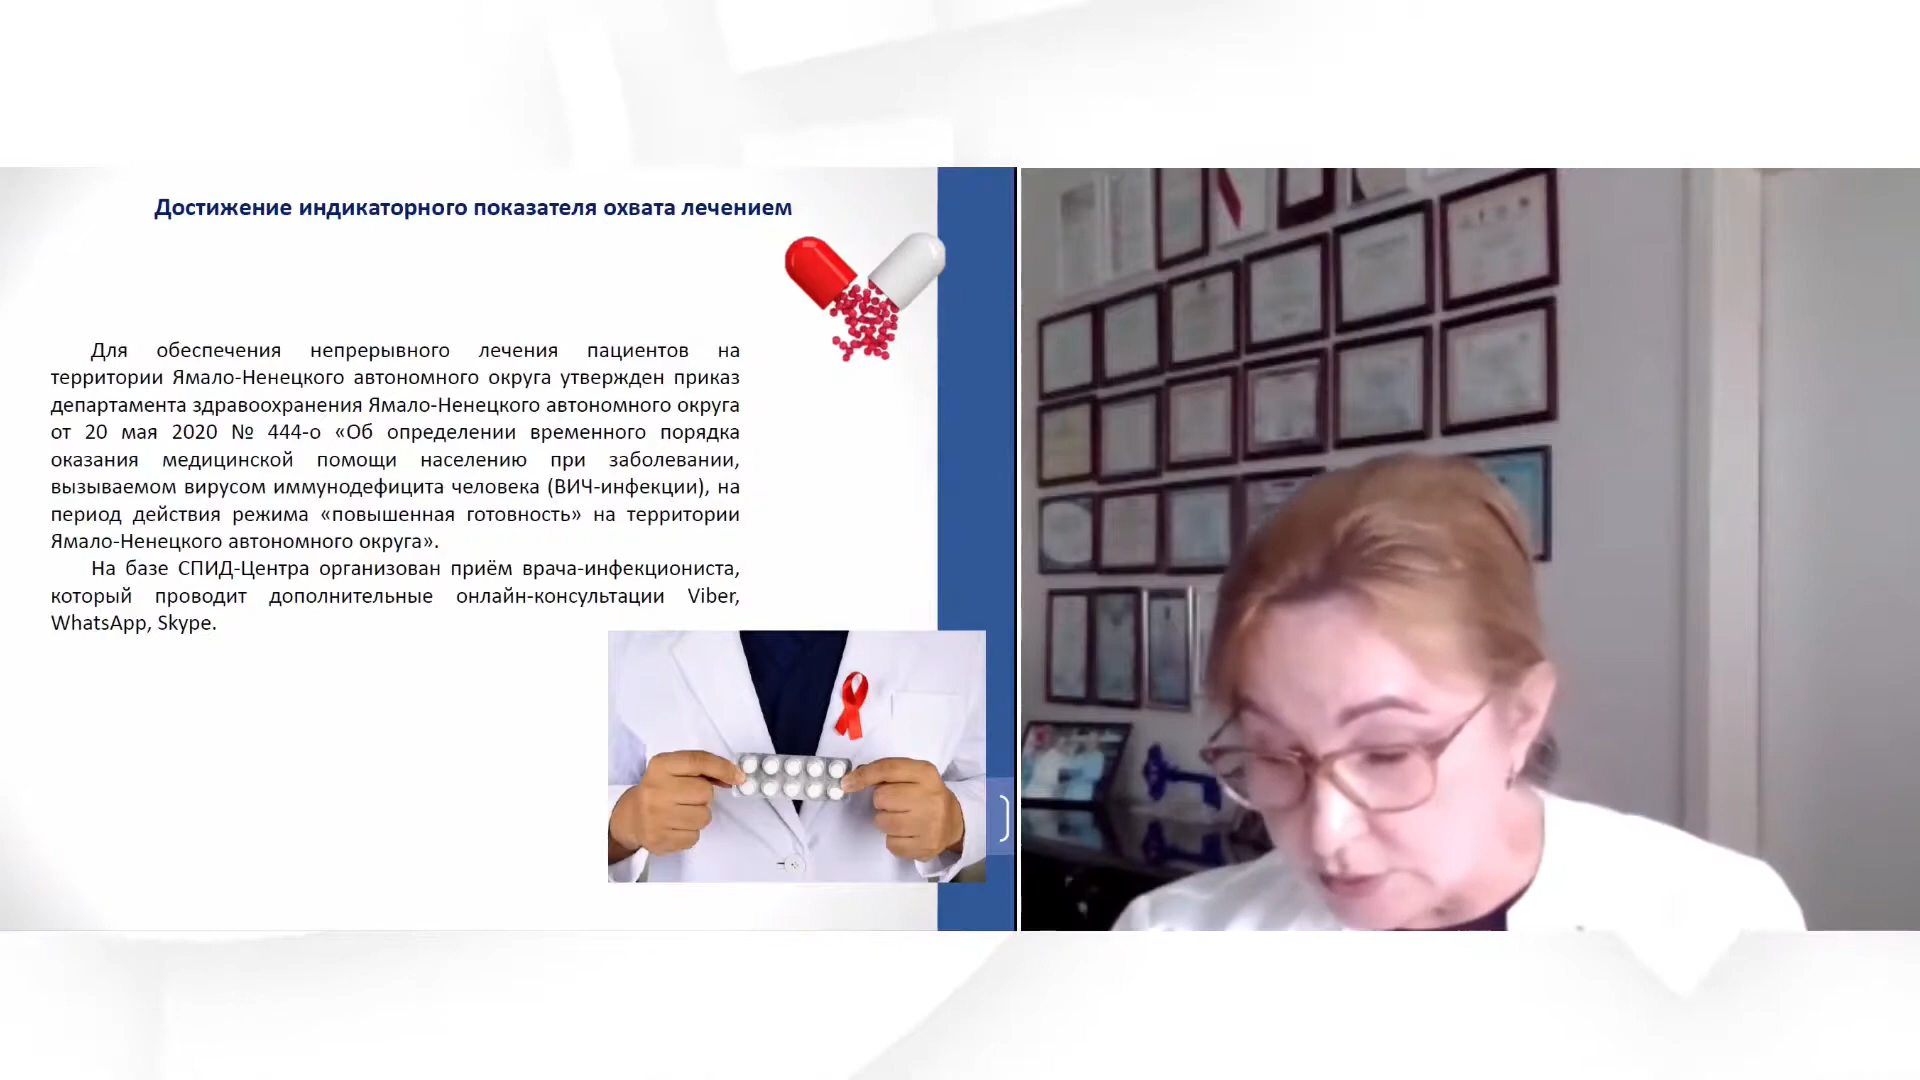 Достижение индикаторного показателя охвата лечением
Для обеспечения непрерывного лечения пациентов на
территории Ямало-Ненецкого автономного округа утвержден приказ
департамента здравоохранения Ямало-Ненецкого автономного округа
от 20 мая 2020 № 444-о «Об определении временного порядка
оказания медицинской помощи населению при заболевании,
вызываемом вирусом иммунодефицита человека (ВИЧ-инфекции), на
период действия режима «повышенная готовность» на территории
Ямало-Ненецкого автономного округа».
На базе СПИД-Центра организован приём врача-инфекциониста,
который проводит дополнительные онлайн-консультации Viber,
WhatsApp, Skype.